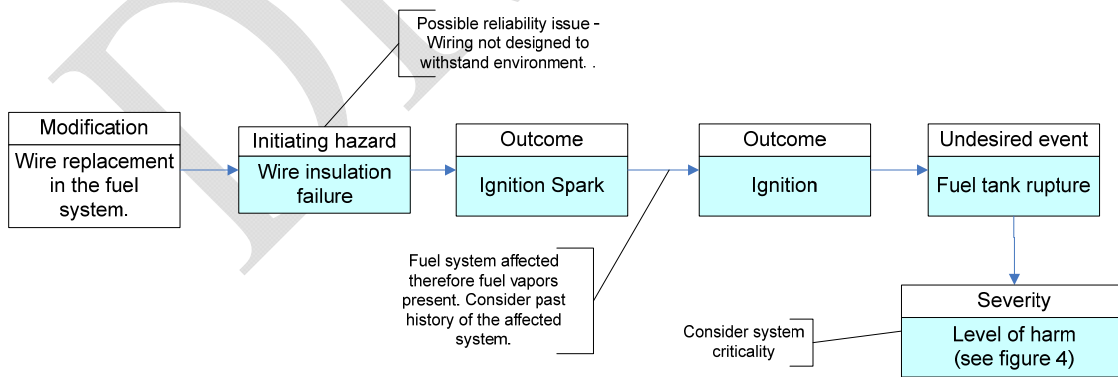 Possible reliability issue -
Wiring not designed to
withstand environment. .
Modification
Wire replacement
in the fuel
system.
Initiating hazard
Wire insulation
failure
Outcome
Ignition Spark
Outcome
Ignition
Undesired event
Fuel tank rupture
Fuel system affected
therefore fuel vapors
present. Consider past
history of the affected
system.
Consider system
criticality
Severity
Level of harm
(see figure 4)